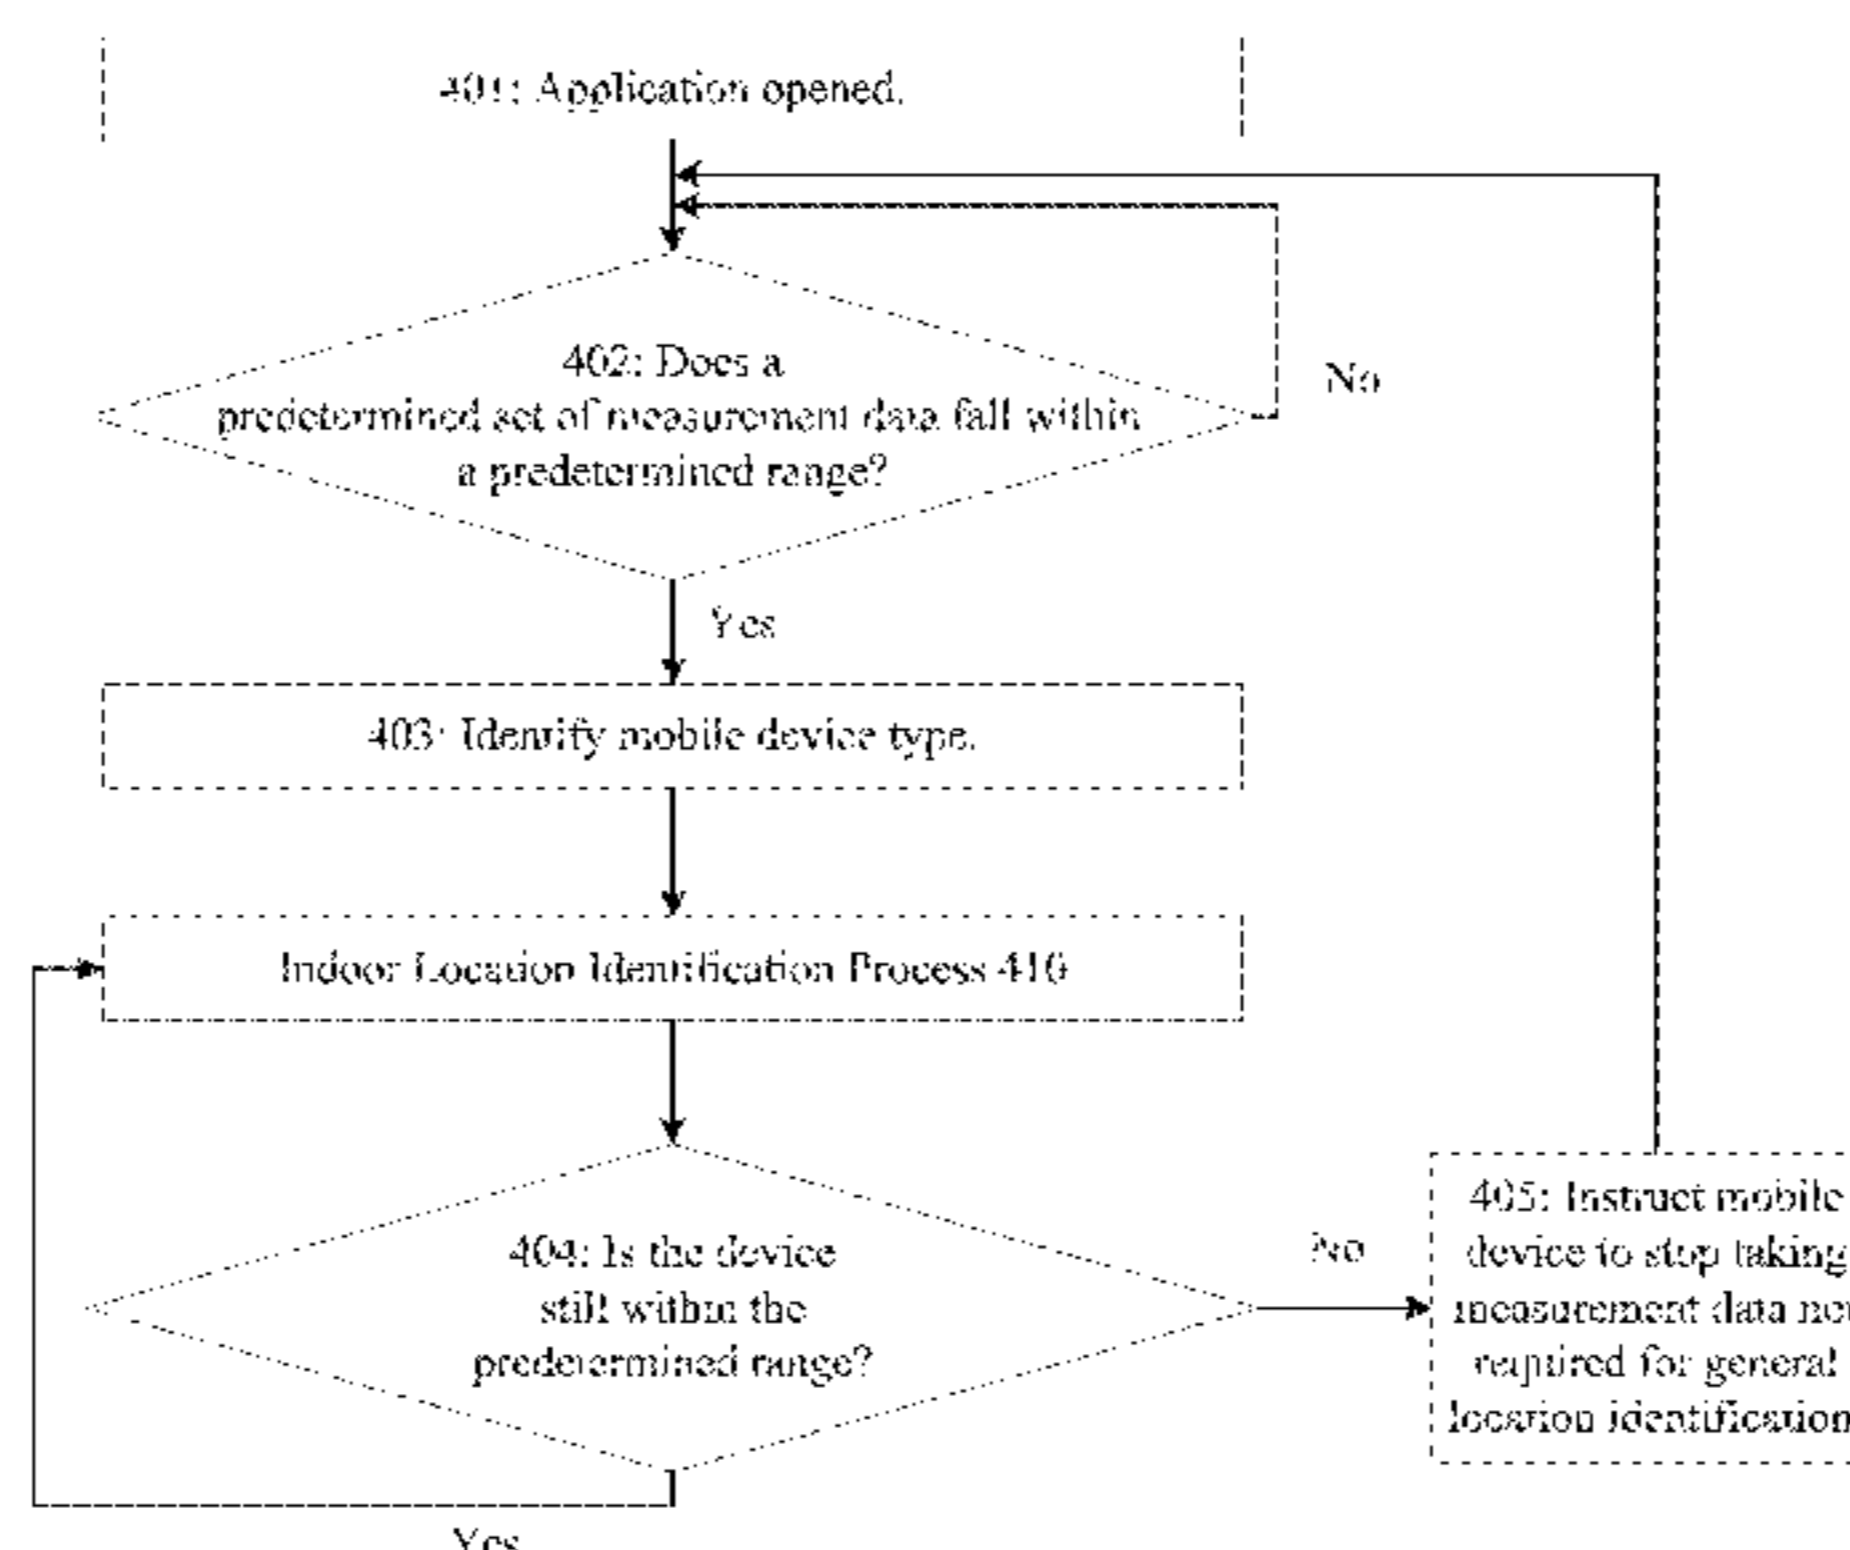 401: Application opened.
402: Does a
predetermined set of measurement data fall within
a predetermined range?
No
Yes
403: Identify mobile device type.
Indoor Location Identification Process 410
404: Is the device
still within the
predetermined range?
No
405: Instruct mobile
device to stop taking
measurement data not
required for general
location identification
Yes